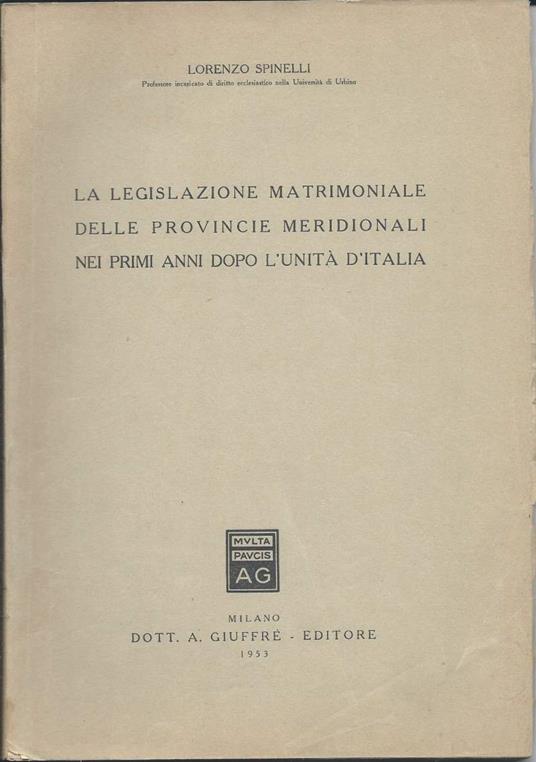 LORENZO SPINELLI
Professore incaricato di diritto ecclesiastico nella Università di Urbino
LA LEGISLAZIONE MATRIMONIALE
DELLE PROVINCIE MERIDIONALI
NEI PRIMI ANNI DOPO L'UNITÀ D'ITALIA
MVLTA
PAVCIS
AG
MILANO
DOTT. A. GIUFFRÈ - EDITORE
1953